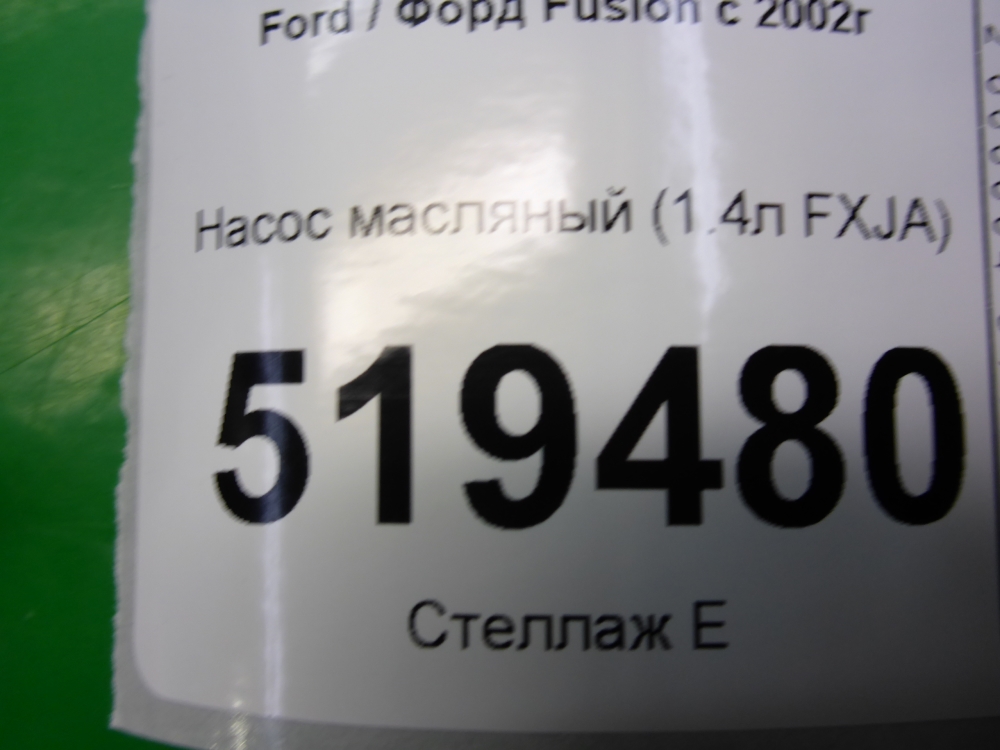 Ford / Форд Fusion с 2002г
Насос масляный (1.4л FXJA)
519480
Стеллаж Е